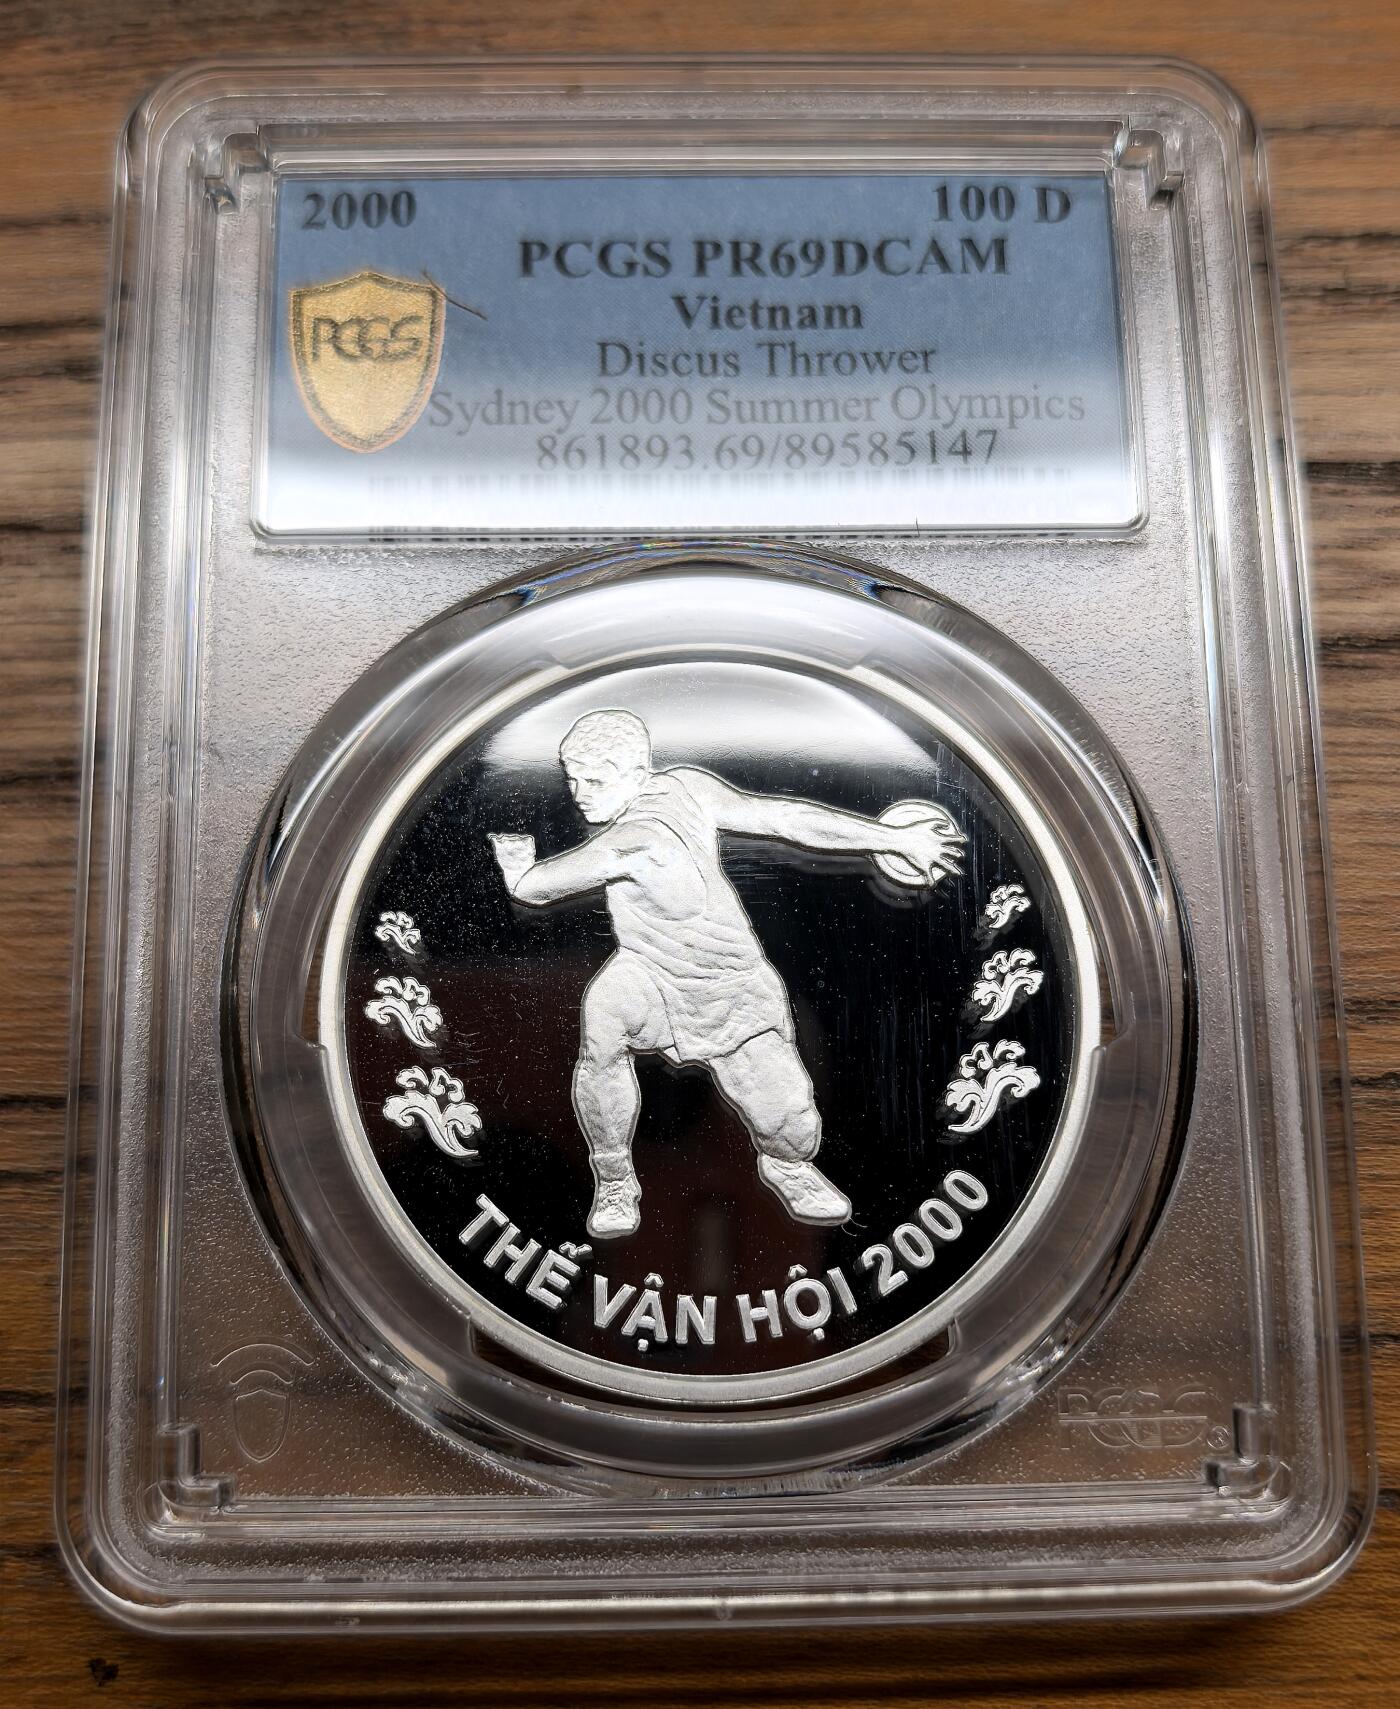 2000 100 D
PCGS PR69DCAM
Vietnam
PCGS
Discus Thrower
Sydney 2000 Summer Olympics
861893.69/89585147
THẾ VẬN HỘI 2000
PCGS®